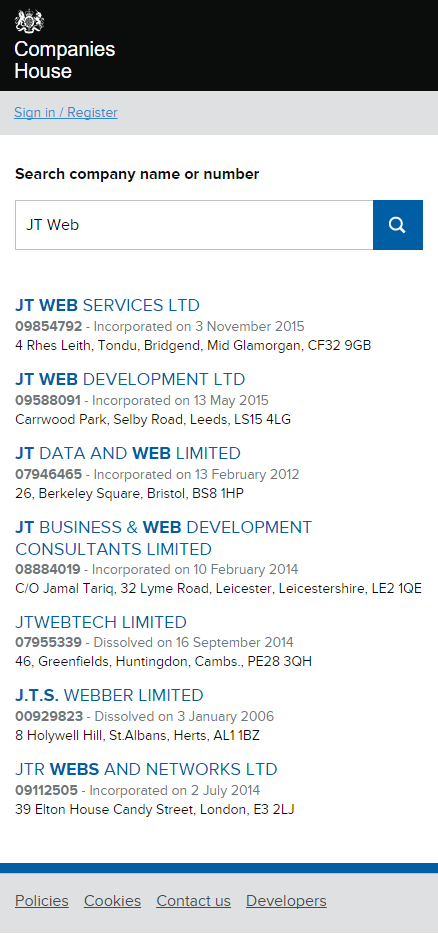 Companies
House
Sign in / Register
Search company name or number
JT Web
JT WEB SERVICES LTD
09854792 - Incorporated on 3 November 2015
4 Rhes Leith, Tondu, Bridgend, Mid Glamorgan, CF32 9GB
JT WEB DEVELOPMENT LTD
09588091 - Incorporated on 13 May 2015
Carrwood Park, Selby Road, Leeds, LS15 4LG
JT DATA AND WEB LIMITED
07946465 - Incorporated on 13 February 2012
26, Berkeley Square, Bristol, BS8 1HP
JT BUSINESS & WEB DEVELOPMENT
CONSULTANTS LIMITED
08884019 - Incorporated on 10 February 2014
C/O Jamal Tariq, 32 Lyme Road, Leicester, Leicestershire, LE2 1QE
JTWEBTECH LIMITED
07955339 - Dissolved on 16 September 2014
46, Greenfields, Huntingdon, Cambs., PE28 3QH
J.T.S. WEBBER LIMITED
00929823 - Dissolved on 3 January 2006
8 Holywell Hill, St.Albans, Herts, AL1 1BZ
JTR WEBS AND NETWORKS LTD
09112505 - Incorporated on 2 July 2014
39 Elton House Candy Street, London, E3 2LJ
Policies Cookies Contact us Developers